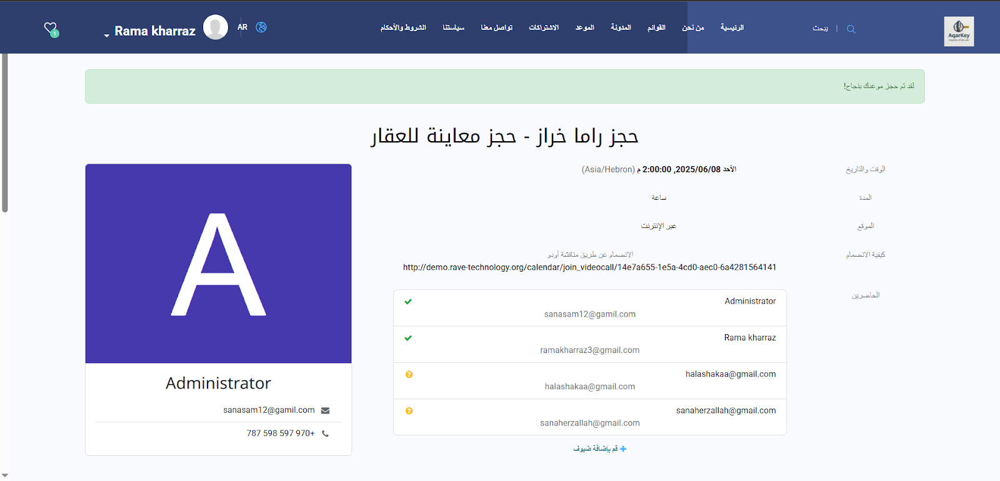 AqarKey
يبحث |
الرئيسية من نحن القوائم المدونة الموعد الاشتراكات تواصل معنا سياستنا الشروط والأحكام
AR Rama kharraz
1
لقد تم حجز موعدك بنجاح!
حجز راما خراز - حجز معاينة للعقار
الوقت والتاريخ الأحد 2025/06/08, 2:00:00 م (Asia/Hebron)
المدة ساعة
الموقع عبر الإنترنت
كيفية الانضمام الانضمام عن طريق مناقشة أودو
http://demo.rave-technology.org/calendar/join_videocall/14e7a655-1e5a-4cd0-aec0-6a4281564141
الحاضرين
Administrator
sanasam12@gamil.com
Rama kharraz
ramakharraz3@gmail.com
halashakaa@gmail.com
halashakaa@gmail.com
sanaherzallah@gmail.com
sanaherzallah@gmail.com
قم بإضافة ضيوف
A
Administrator
sanasam12@gamil.com
787 598 597 970+